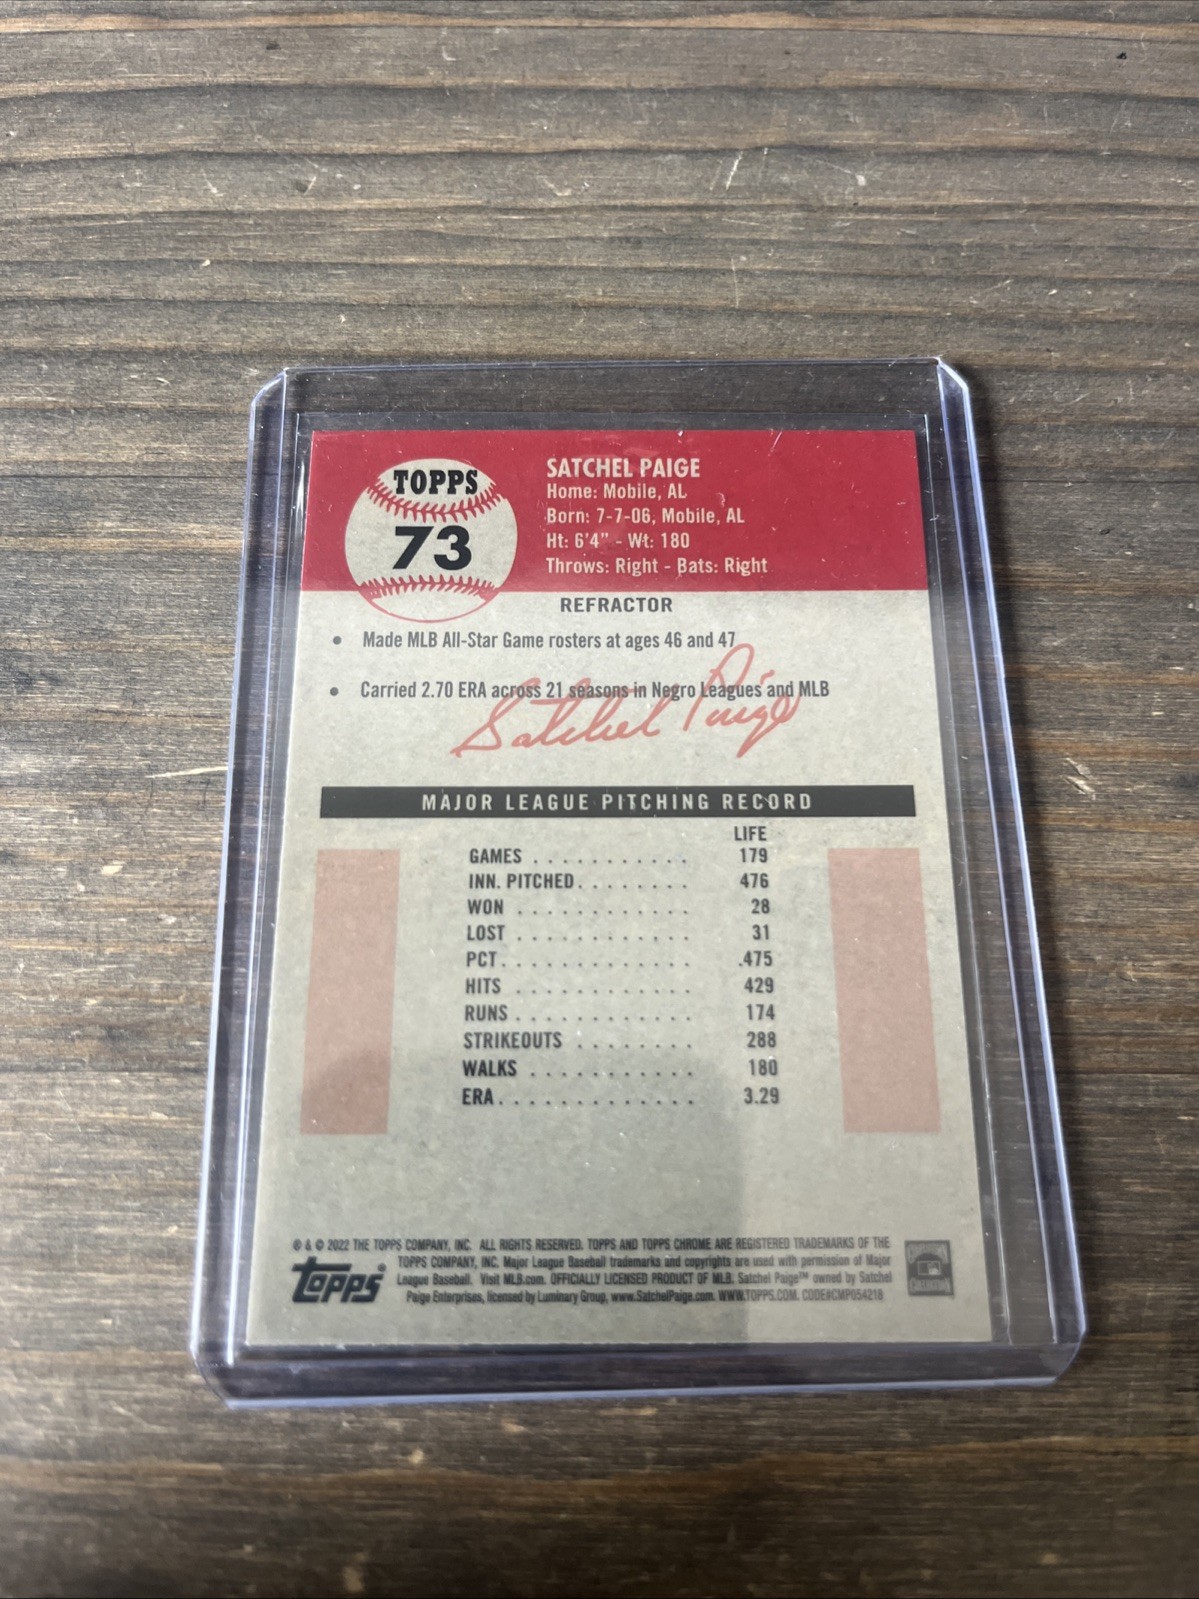 TOPPS
73
SATCHEL PAIGE
Home: Mobile, AL
Born: 7-7-06, Mobile, AL
Ht: 6'4" - Wt: 180
Throws: Right - Bats: Right
REFRACTOR
• Made MLB All-Star Game rosters at ages 46 and 47
• Carried 2.70 ERA across 21 seasons in Negro Leagues and MLB
Satchel Paige
MAJOR LEAGUE PITCHING RECORD
LIFE
GAMES . . . . . . . . . . . 179
INN. PITCHED. . . . . . . . 476
WON . . . . . . . . . . . . 28
LOST . . . . . . . . . . . . 31
PCT. . . . . . . . . . . . . .475
HITS . . . . . . . . . . . . 429
RUNS . . . . . . . . . . . . 174
STRIKEOUTS . . . . . . . . 288
WALKS . . . . . . . . . . . 180
ERA. . . . . . . . . . . . . 3.29
® & © 2022 THE TOPPS COMPANY, INC. ALL RIGHTS RESERVED. TOPPS AND TOPPS CHROME ARE REGISTERED TRADEMARKS OF THE
TOPPS COMPANY, INC. Major League Baseball trademarks and copyrights are used with permission of Major
League Baseball. Visit MLB.com. OFFICIALLY LICENSED PRODUCT OF MLB. Satchel Paige™ owned by Satchel
Paige Enterprises, licensed by Luminary Group, www.SatchelPaige.com. WWW.TOPPS.COM. CODE#CMP054218
topps®